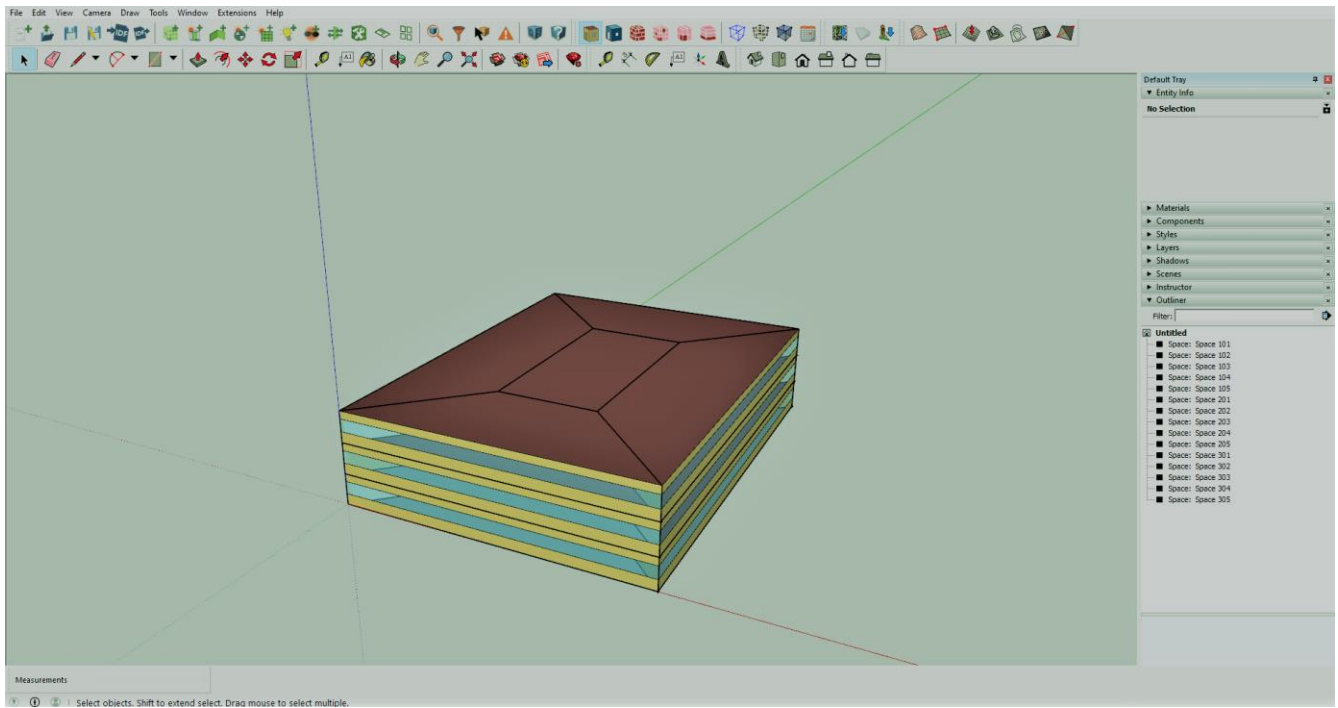 File Edit View Camera Draw Tools Window Extensions Help
Default Tray
Entity Info
No Selection
Materials
Components
Styles
Layers
Shadows
Scenes
Instructor
Outliner
Filter:
Untitled
Space: Space 101
Space: Space 102
Space: Space 103
Space: Space 104
Space: Space 105
Space: Space 201
Space: Space 202
Space: Space 203
Space: Space 204
Space: Space 205
Space: Space 301
Space: Space 302
Space: Space 303
Space: Space 304
Space: Space 305
Measurements
Select objects. Shift to extend select. Drag mouse to select multiple.